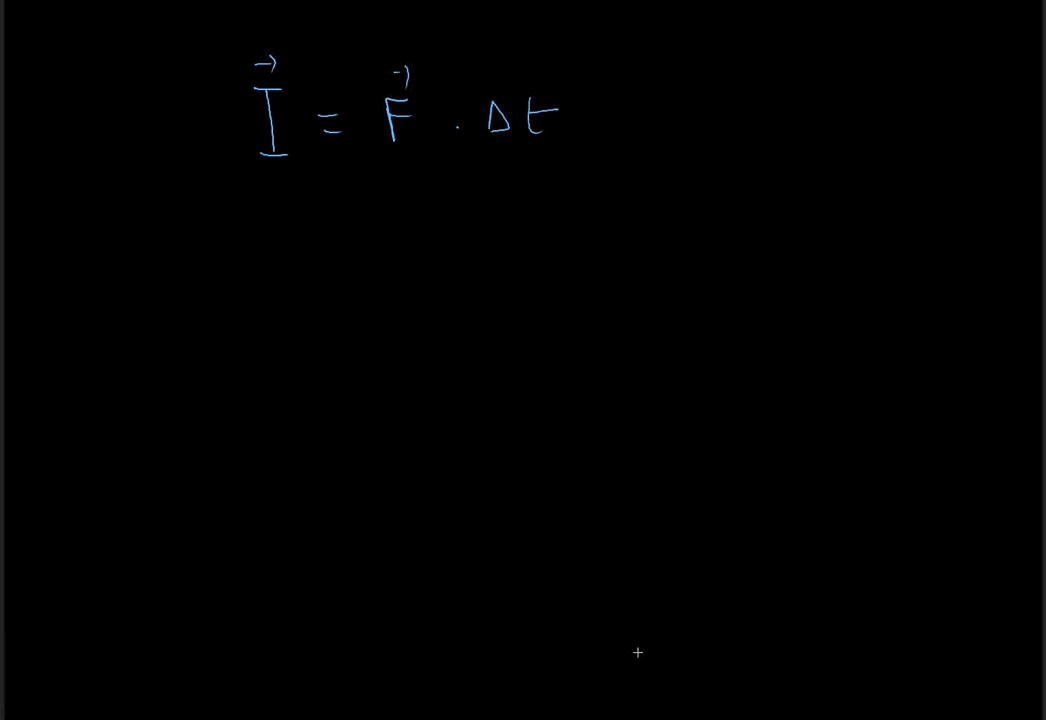 I⃗ = F⃗ . Δt